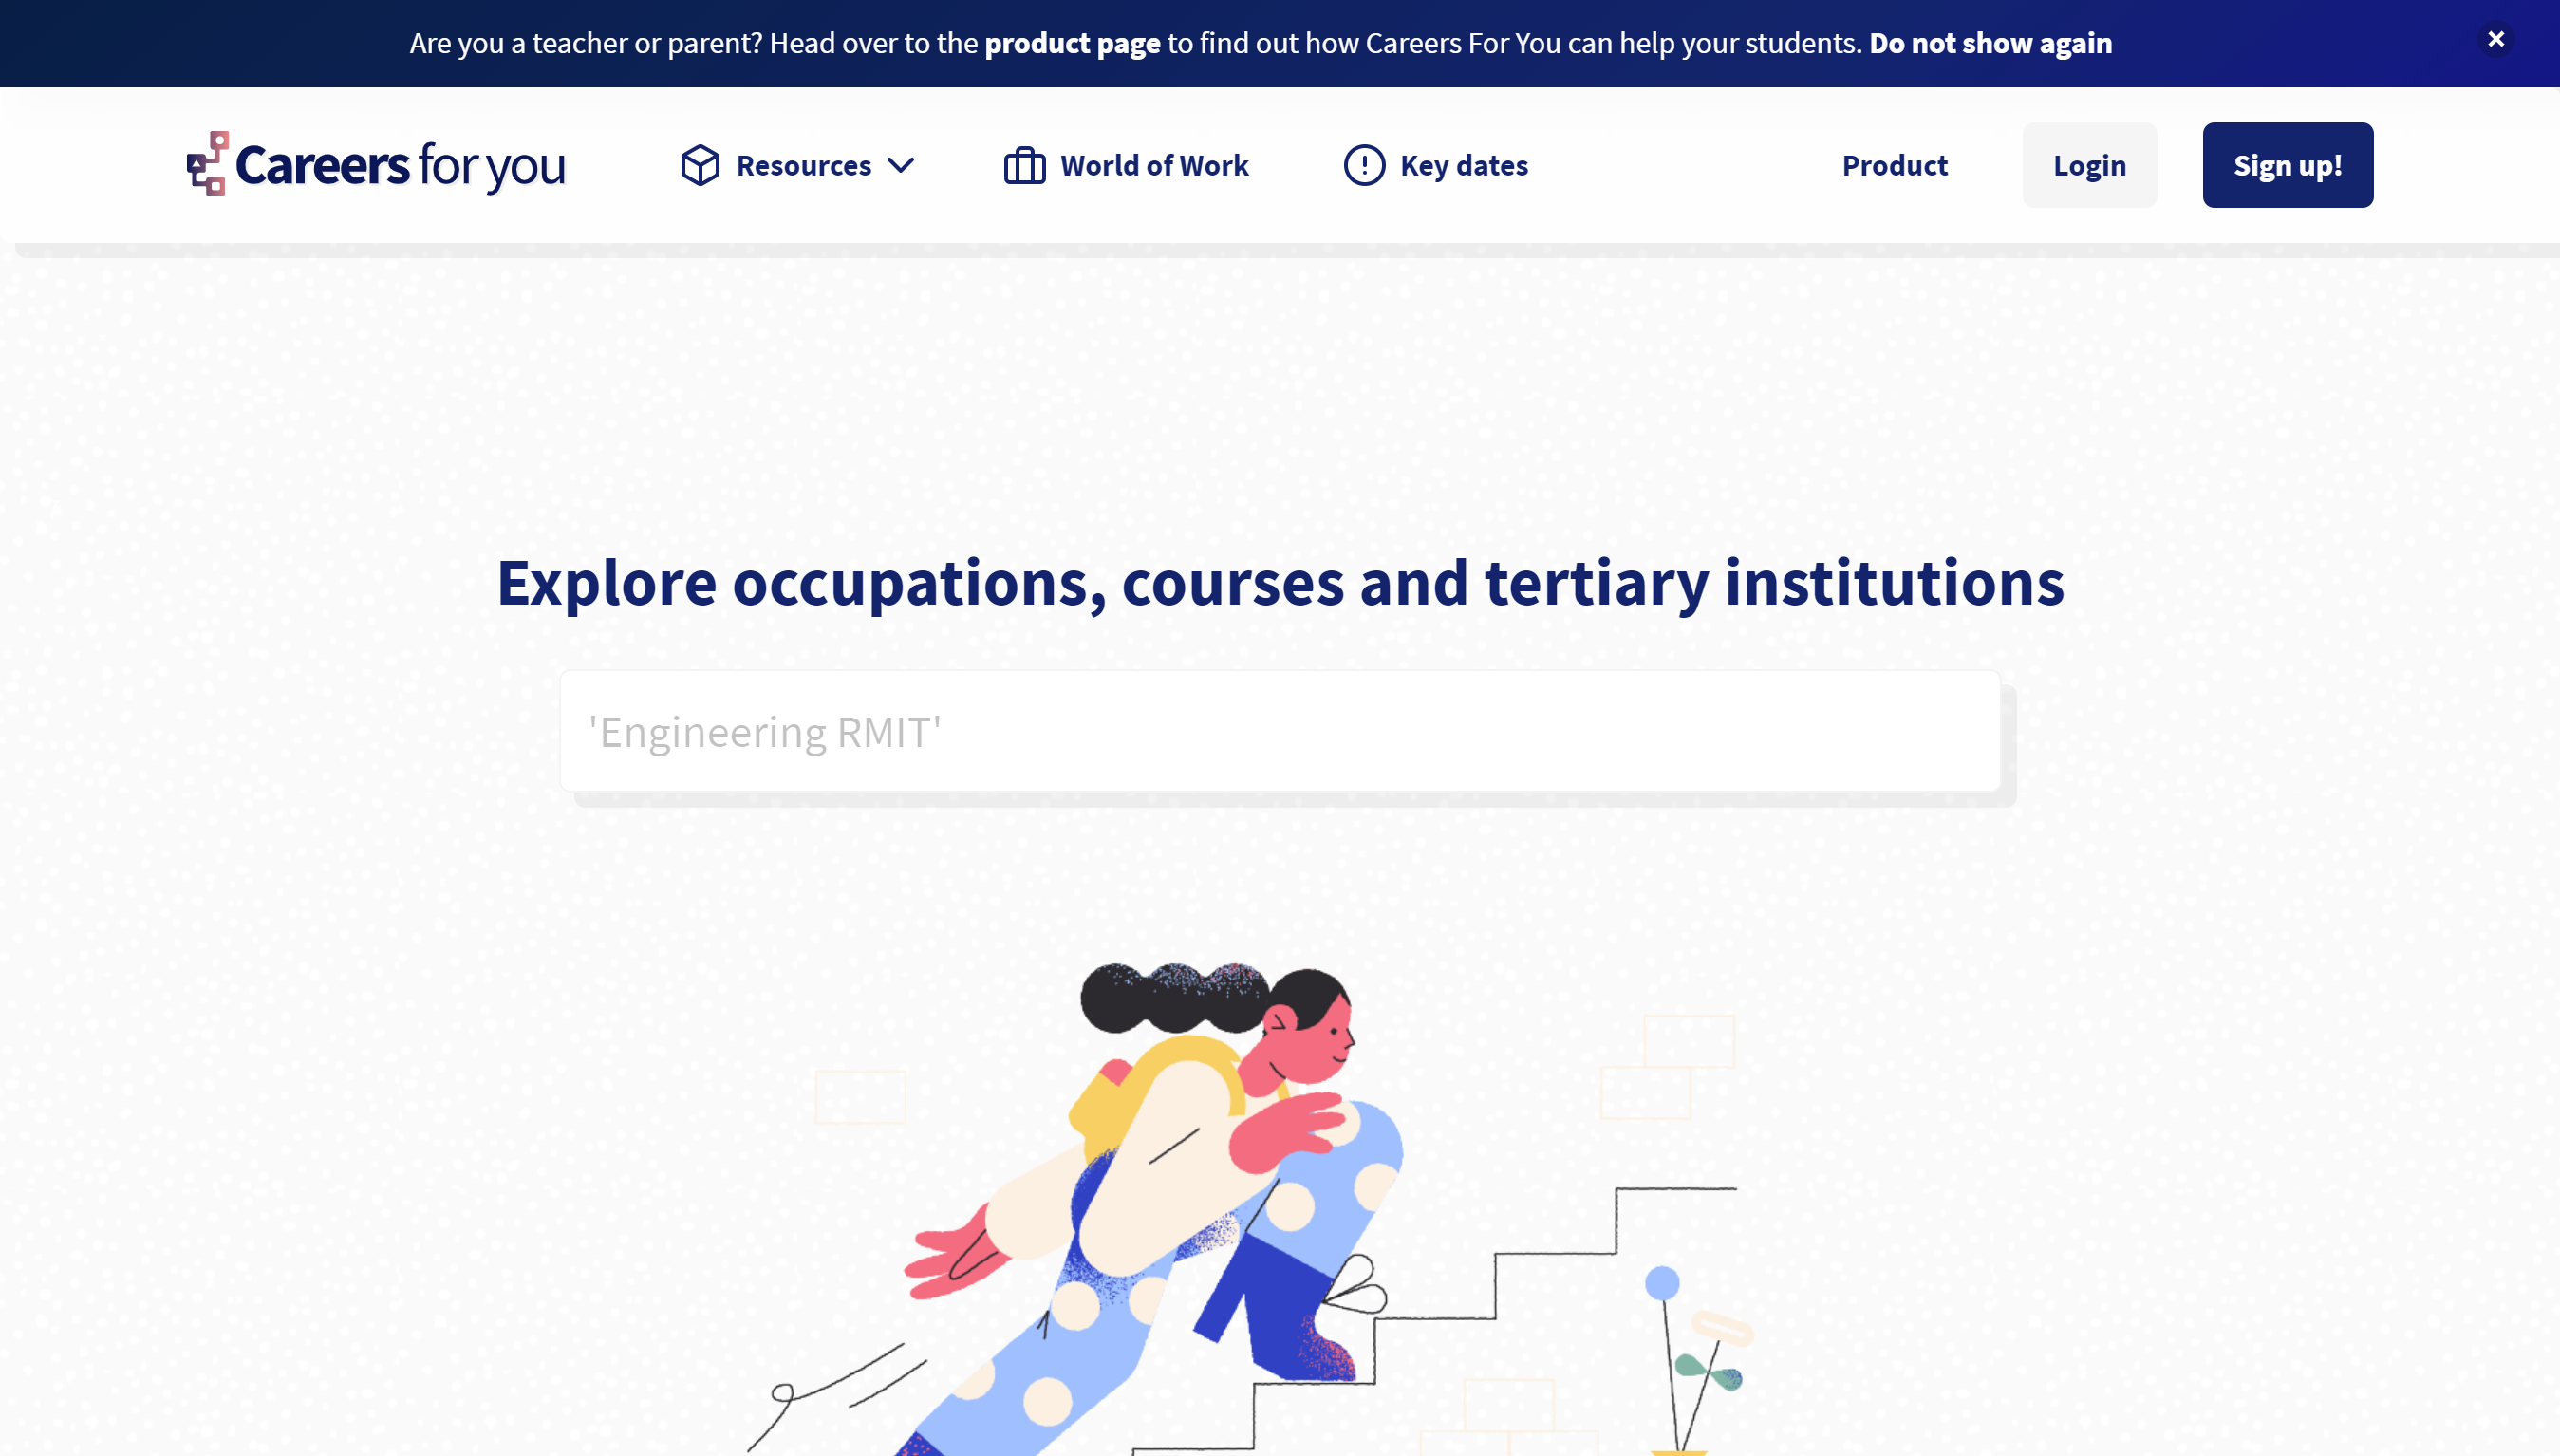 Are you a teacher or parent? Head over to the product page to find out how Careers For You can help your students. Do not show again
Careers for you
Resources
World of Work
Key dates
Product
Login
Sign up!
Explore occupations, courses and tertiary institutions
'Engineering RMIT'